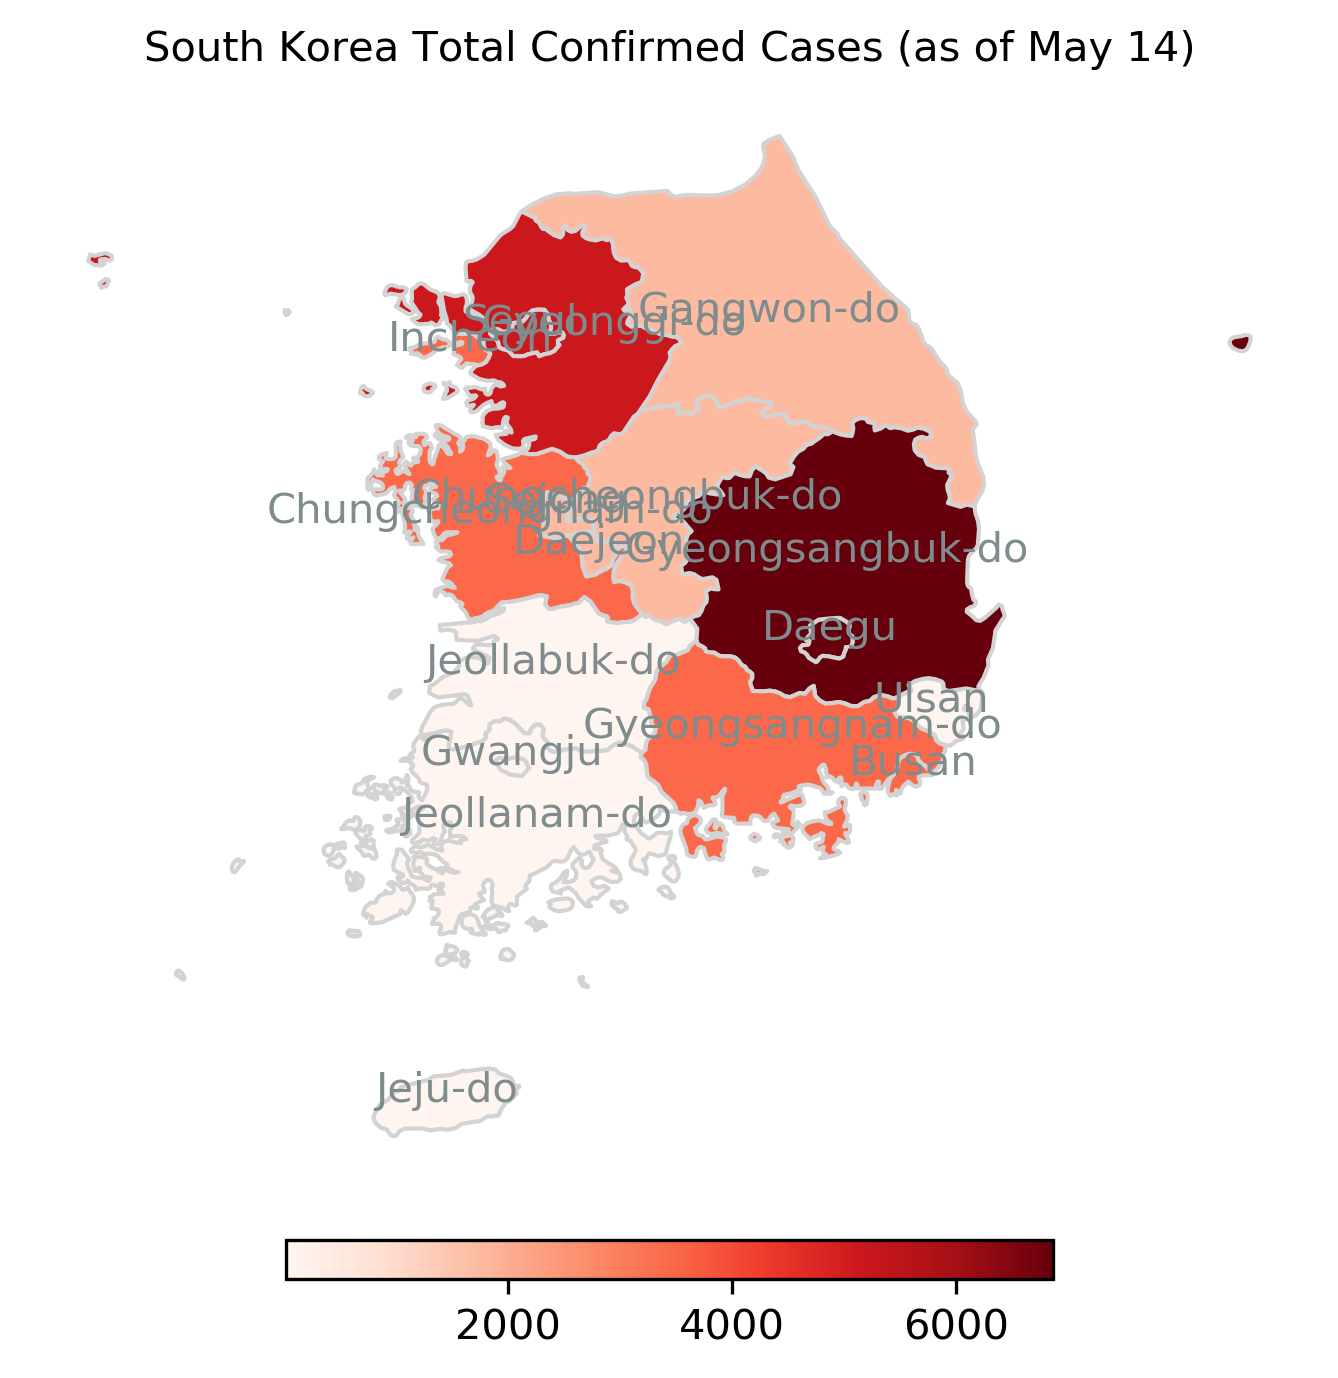 South Korea Total Confirmed Cases (as of May 14)
Gangwon-do
Seoul
Gyeonggi-do
Incheon
Chungcheongbuk-do
Sejong
Chungcheongnam-do
Daejeon
Gyeongsangbuk-do
Daegu
Jeollabuk-do
Ulsan
Gyeongsangnam-do
Gwangju
Busan
Jeollanam-do
Jeju-do
2000 4000 6000